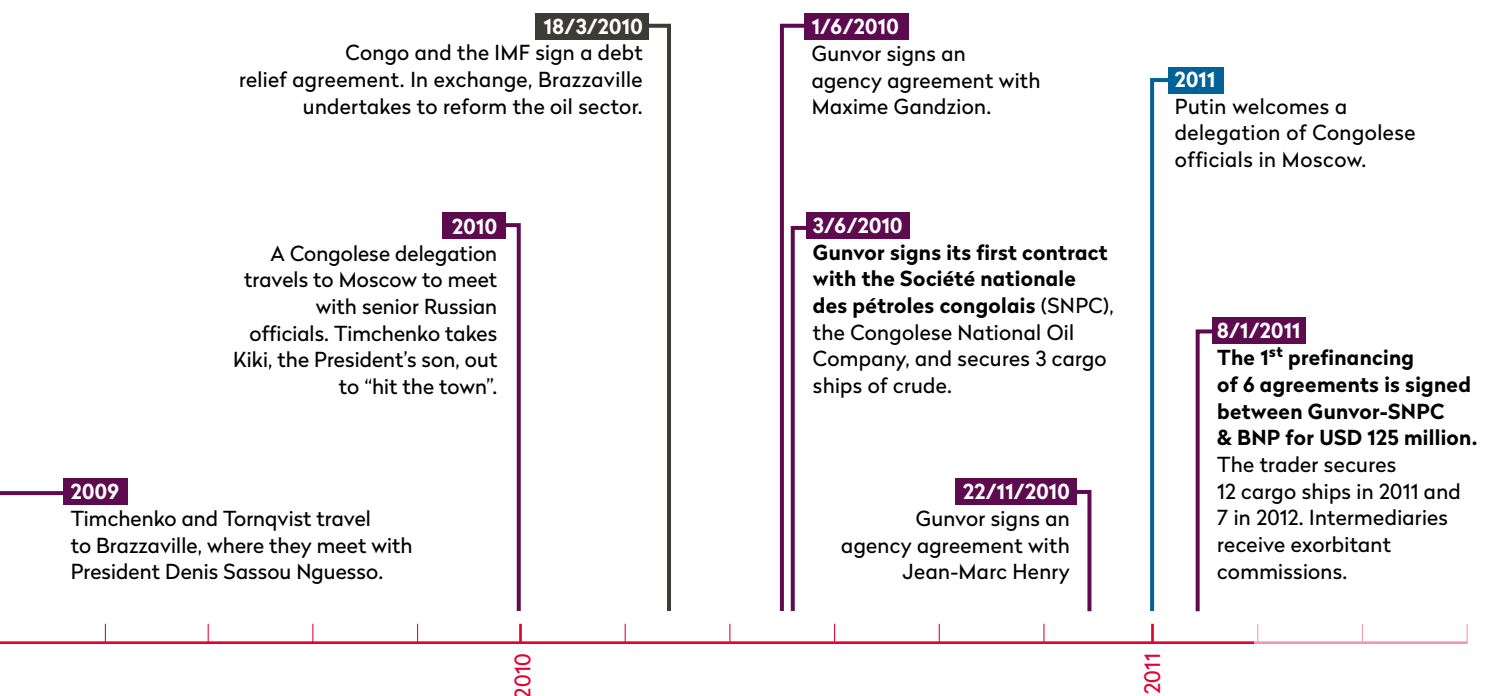 18/3/2010
Congo and the IMF sign a debt
relief agreement. In exchange, Brazzaville
undertakes to reform the oil sector.
1/6/2010
Gunvor signs an
agency agreement with
Maxime Gandzion.
2011
Putin welcomes a
delegation of Congolese
officials in Moscow.
2010
A Congolese delegation
travels to Moscow to meet
with senior Russian
officials. Timchenko takes
Kiki, the President’s son, out
to “hit the town”.
3/6/2010
Gunvor signs its first contract
with the Société nationale
des pétroles congolais (SNPC),
the Congolese National Oil
Company, and secures 3 cargo
ships of crude.
8/1/2011
The 1st prefinancing
of 6 agreements is signed
between Gunvor-SNPC
& BNP for USD 125 million.
The trader secures
12 cargo ships in 2011 and
7 in 2012. Intermediaries
receive exorbitant
commissions.
2009
Timchenko and Tornqvist travel
to Brazzaville, where they meet with
President Denis Sassou Nguesso.
22/11/2010
Gunvor signs an
agency agreement with
Jean-Marc Henry
2010
2011